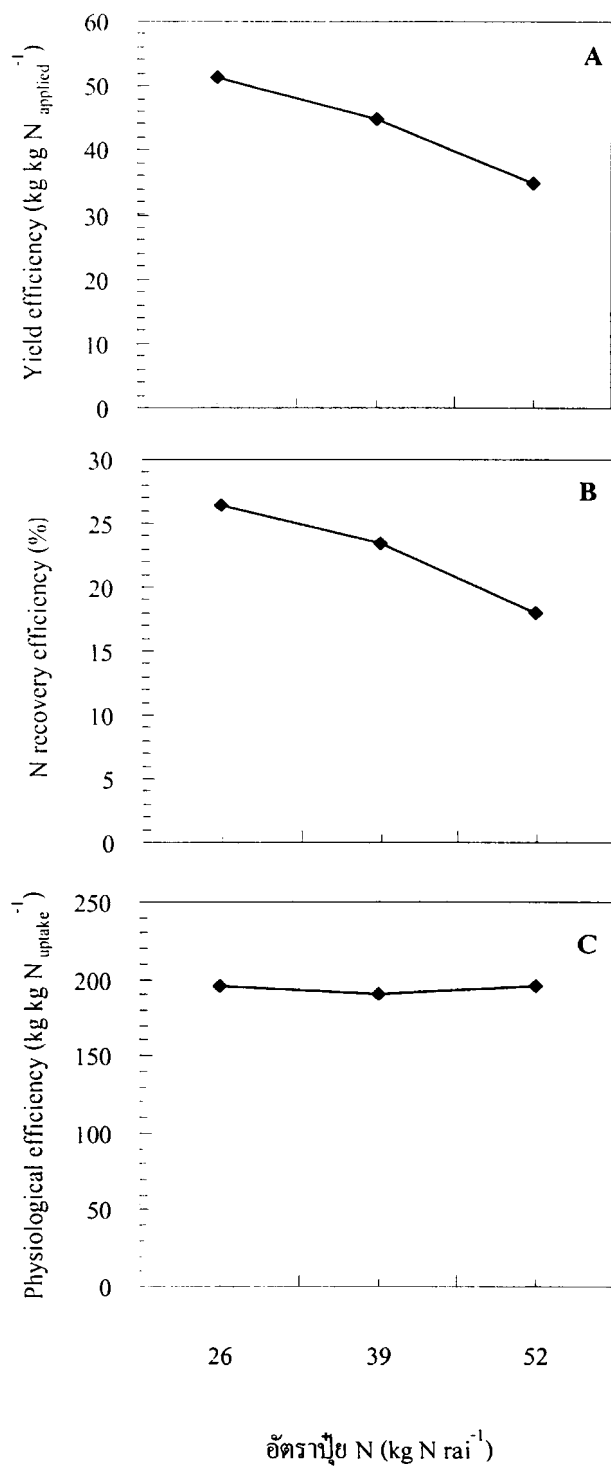 A
Yield efficiency (kg kg N applied⁻¹)
60
50
40
30
20
10
0
B
N recovery efficiency (%)
30
25
20
15
10
5
0
C
Physiological efficiency (kg kg N uptake⁻¹)
250
200
150
100
50
0
26 39 52
อัตราปุ๋ย N (kg N rai⁻¹)